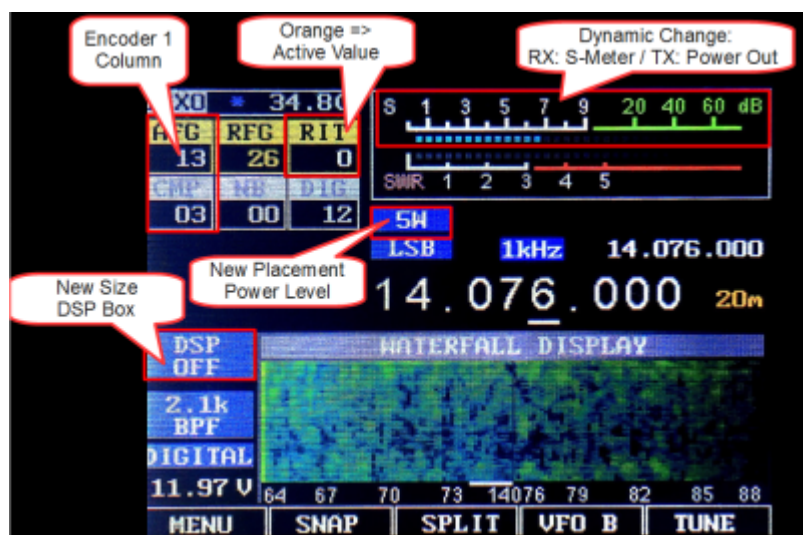 Encoder 1
Column
Orange =>
Active Value
Dynamic Change:
RX: S-Meter / TX: Power Out
* 34.80
S 1 3 5 7 9 20 40 60 dB
AFG RFG RIT
13 26 0
CMP NB DIG
SWR 1 2 3 4 5
03 00 12
5W
LSB 1kHz 14.076.000
New Placement
Power Level
14.076.000 20m
New Size
DSP Box
DSP
OFF
WATERFALL DISPLAY
2.1k
BPF
DIGITAL
11.97 V
64 67 70 73 14076 79 82 85 88
MENU SNAP SPLIT VFO B TUNE